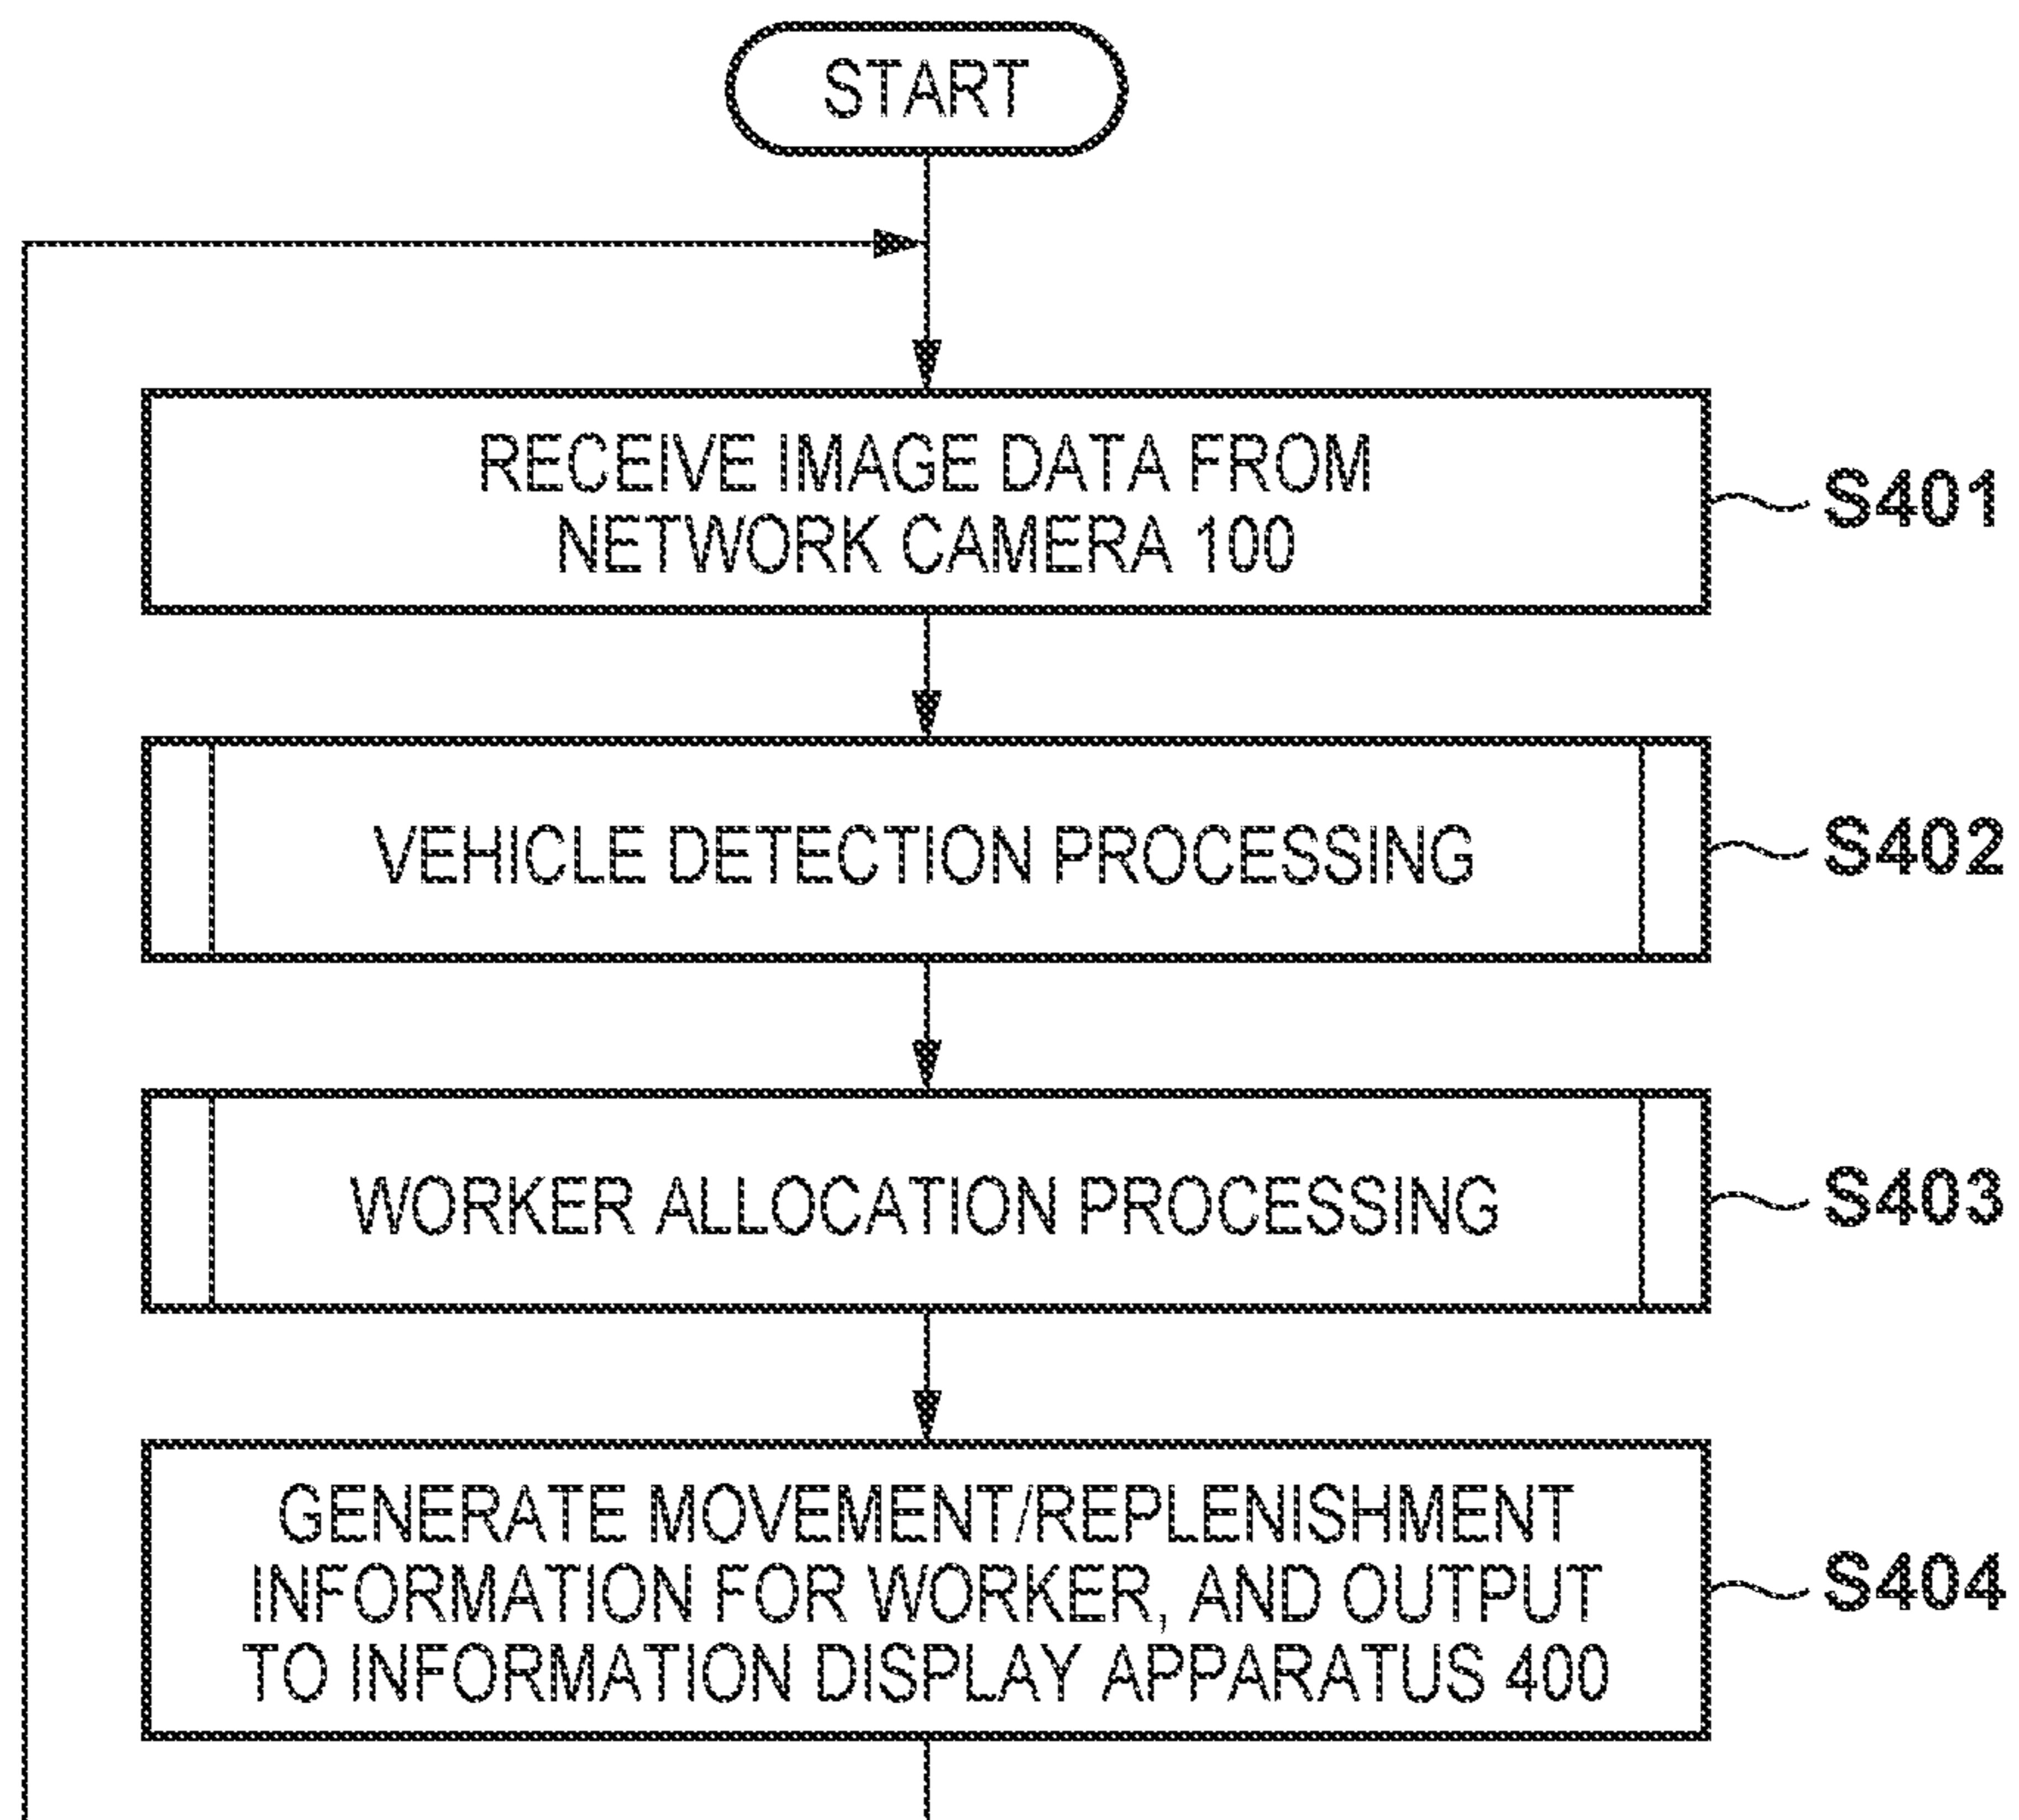 START
RECEIVE IMAGE DATA FROM
NETWORK CAMERA 100
S401
VEHICLE DETECTION PROCESSING
S402
WORKER ALLOCATION PROCESSING
S403
GENERATE MOVEMENT/REPLENISHMENT
INFORMATION FOR WORKER, AND OUTPUT
TO INFORMATION DISPLAY APPARATUS 400
S404